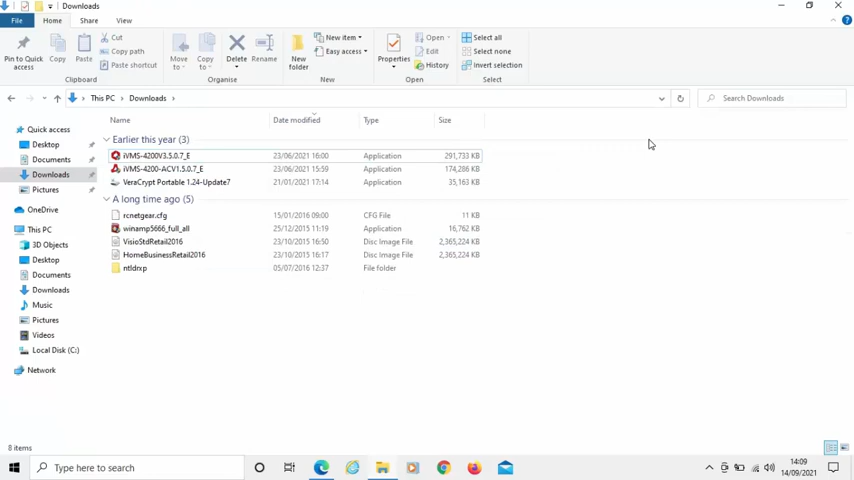 Downloads
File Home Share View
Pin to Quick access Copy Paste Cut Copy path Paste shortcut Move to Copy to Delete Rename New folder New item Easy access Properties Open Edit History Select all Select none Invert selection
Clipboard Organise New Open Select
This PC Downloads Search Downloads
Name Date modified Type Size
Quick access
Desktop
Documents
Downloads
Pictures
OneDrive
This PC
3D Objects
Desktop
Documents
Downloads
Music
Pictures
Videos
Local Disk (C:)
Network
Earlier this year (3)
iVMS-4200V3.5.0.7_E 23/06/2021 16:00 Application 291,733 KB
iVMS-4200-ACV1.5.0.7_E 23/06/2021 15:59 Application 174,286 KB
VeraCrypt Portable 1.24-Update7 21/01/2021 17:14 Application 35,163 KB
A long time ago (5)
rcnetgear.cfg 15/01/2016 09:00 CFG File 11 KB
winamp5666_full_all 25/12/2015 11:19 Application 16,762 KB
VisioStdRetail2016 23/10/2015 16:50 Disc Image File 2,365,224 KB
HomeBusinessRetail2016 23/10/2015 16:17 Disc Image File 2,365,224 KB
ntldrxp 05/07/2016 12:37 File folder
8 items
Type here to search
14:09
14/09/2021